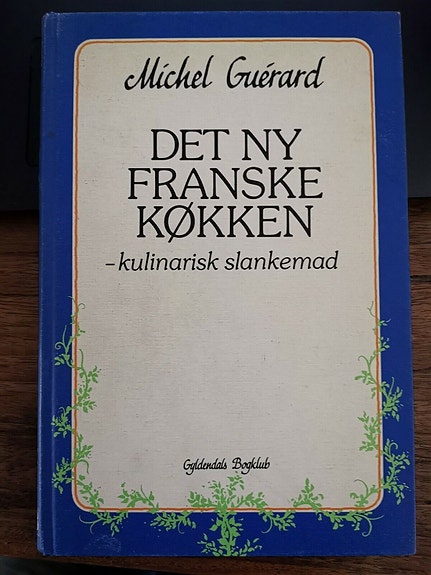 Michel Guérard
DET NY
FRANSKE
KØKKEN
– kulinarisk slankemad
Gyldendals Bogklub